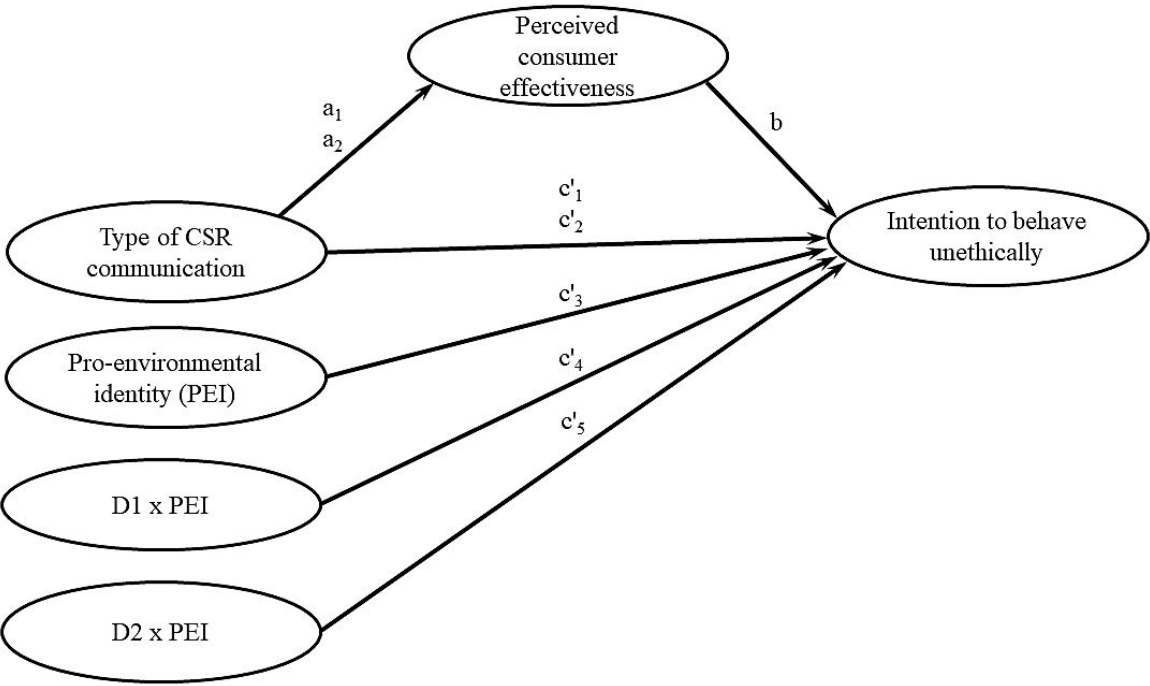 Perceived
consumer
effectiveness
a₁
a₂
b
c'₁
c'₂
Type of CSR
communication
Intention to behave
unethically
c'₃
Pro-environmental
identity (PEI)
c'₄
c'₅
D1 x PEI
D2 x PEI